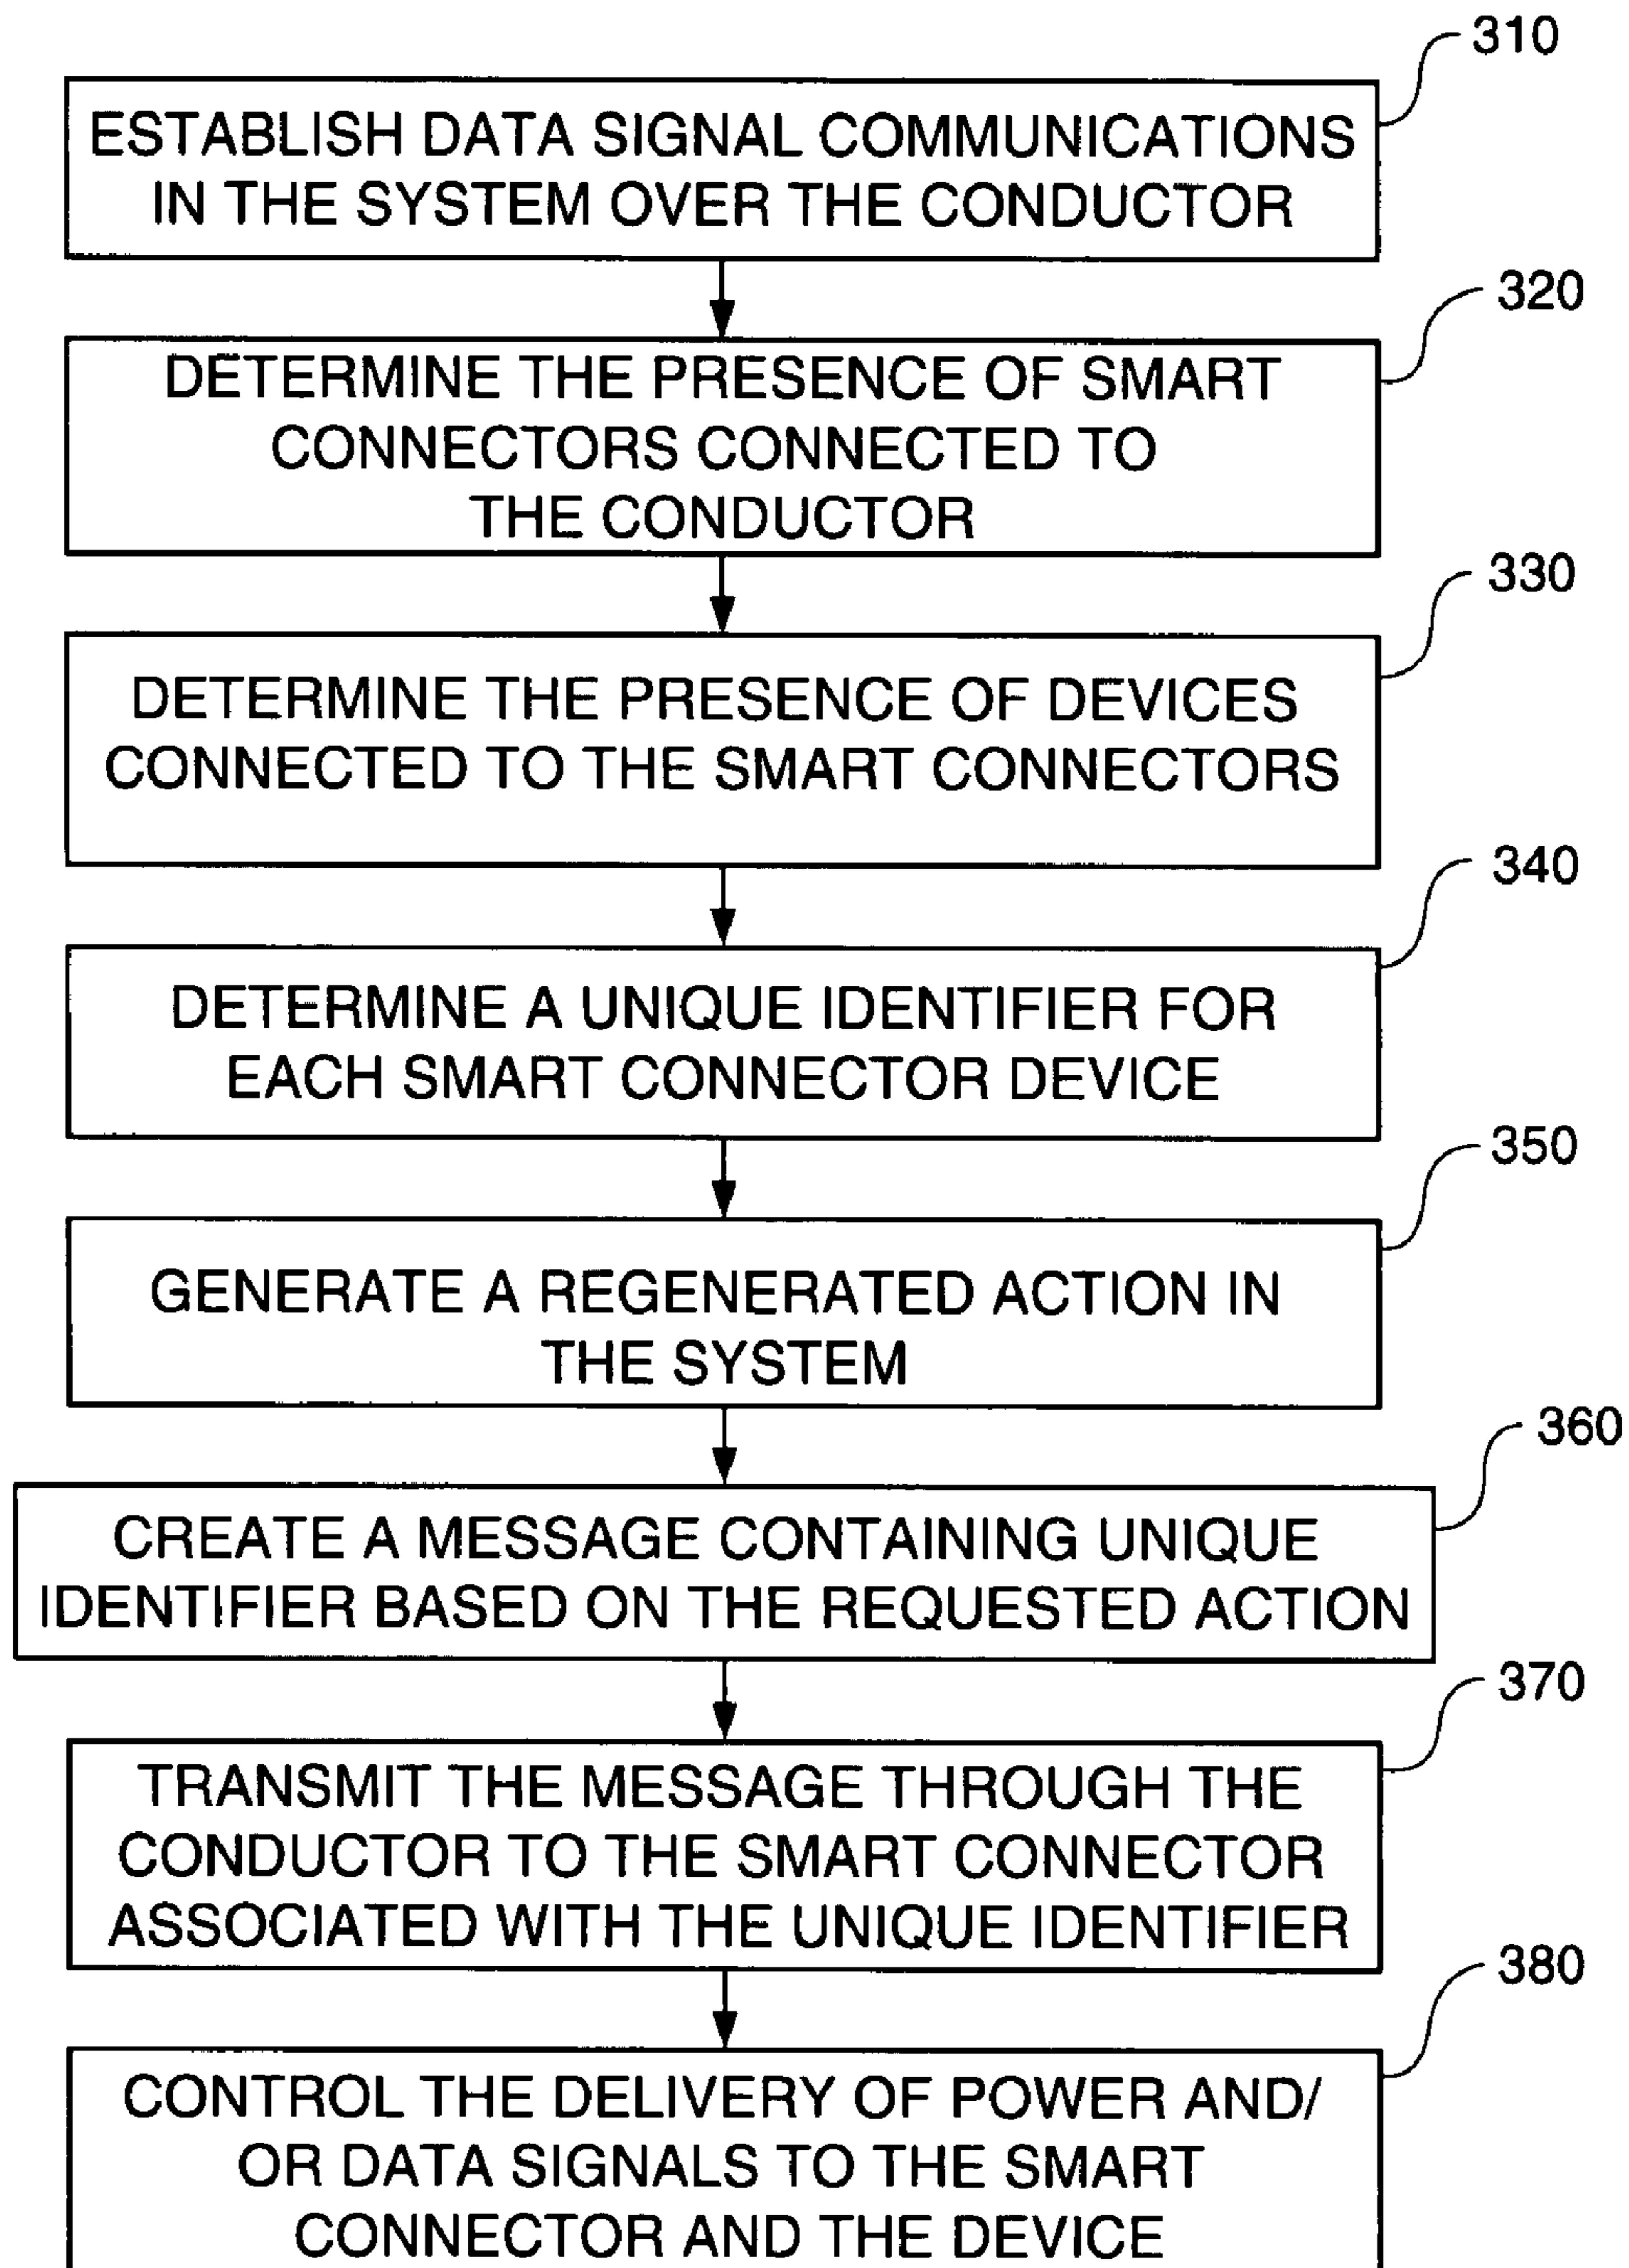 310
ESTABLISH DATA SIGNAL COMMUNICATIONS
IN THE SYSTEM OVER THE CONDUCTOR
320
DETERMINE THE PRESENCE OF SMART
CONNECTORS CONNECTED TO
THE CONDUCTOR
330
DETERMINE THE PRESENCE OF DEVICES
CONNECTED TO THE SMART CONNECTORS
340
DETERMINE A UNIQUE IDENTIFIER FOR
EACH SMART CONNECTOR DEVICE
350
GENERATE A REGENERATED ACTION IN
THE SYSTEM
360
CREATE A MESSAGE CONTAINING UNIQUE
IDENTIFIER BASED ON THE REQUESTED ACTION
370
TRANSMIT THE MESSAGE THROUGH THE
CONDUCTOR TO THE SMART CONNECTOR
ASSOCIATED WITH THE UNIQUE IDENTIFIER
380
CONTROL THE DELIVERY OF POWER AND/
OR DATA SIGNALS TO THE SMART
CONNECTOR AND THE DEVICE